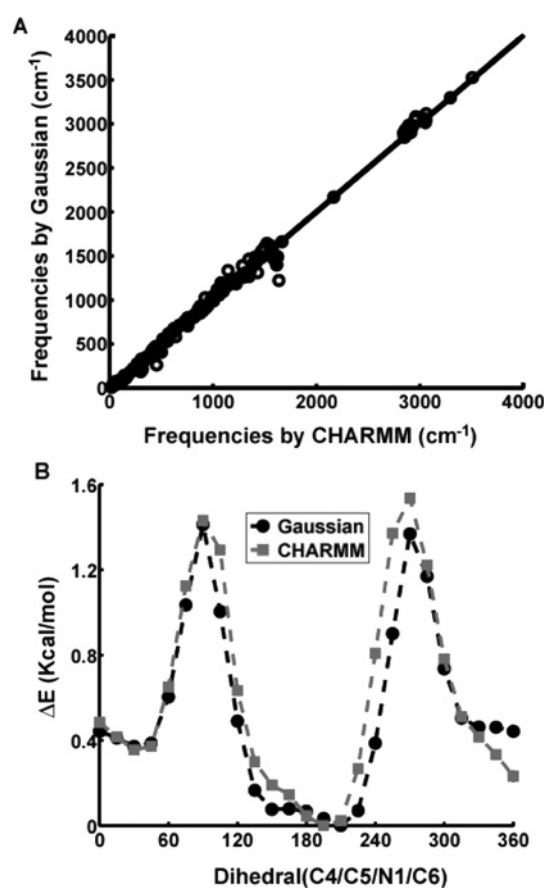 A
4000
3500
3000
2500
2000
1500
1000
500
0
Frequencies by Gaussian (cm-1)
0 1000 2000 3000 4000
Frequencies by CHARMM (cm-1)
B
1.6
1.2
0.8
0.4
0
ΔE (Kcal/mol)
Gaussian
CHARMM
0 60 120 180 240 300 360
Dihedral(C4/C5/N1/C6)